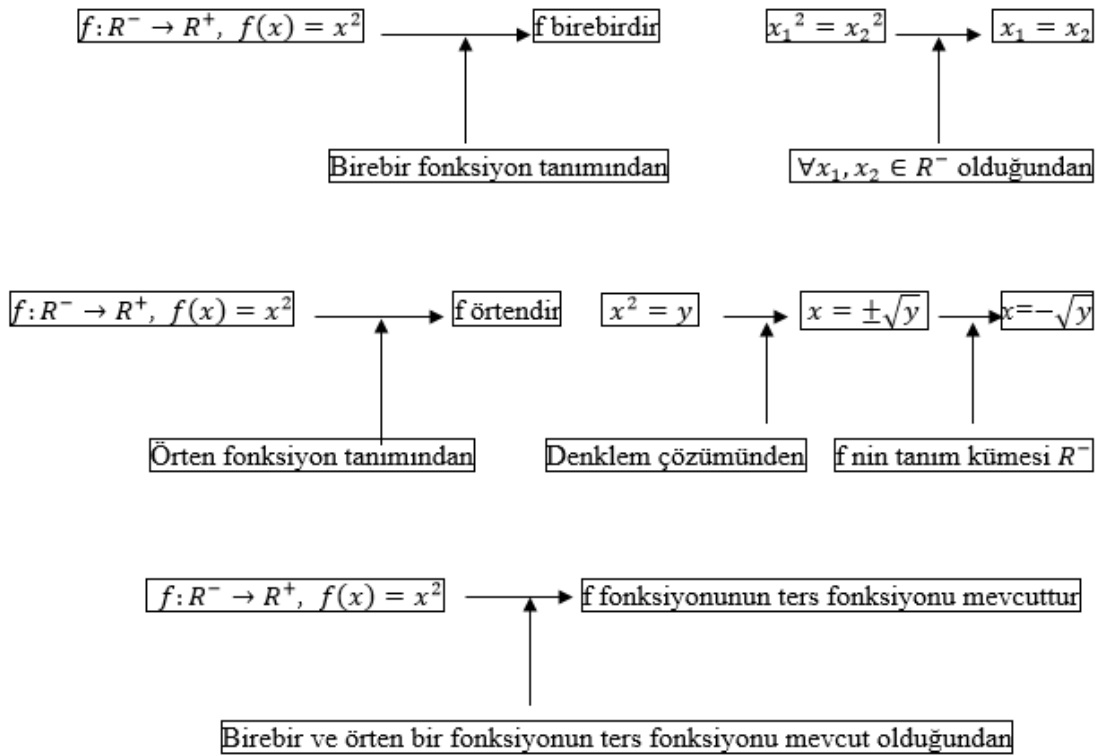 f: R⁻ → R⁺, f(x) = x² f birebirdir x₁² = x₂² x₁ = x₂
Birebir fonksiyon tanımından ∀x₁, x₂ ∈ R⁻ olduğundan
f: R⁻ → R⁺, f(x) = x² f örtendir x² = y x = ±√y x=−√y
Örten fonksiyon tanımından Denklem çözümünden f nin tanım kümesi R⁻
f: R⁻ → R⁺, f(x) = x² f fonksiyonunun ters fonksiyonu mevcuttur
Birebir ve örten bir fonksiyonun ters fonksiyonu mevcut olduğundan